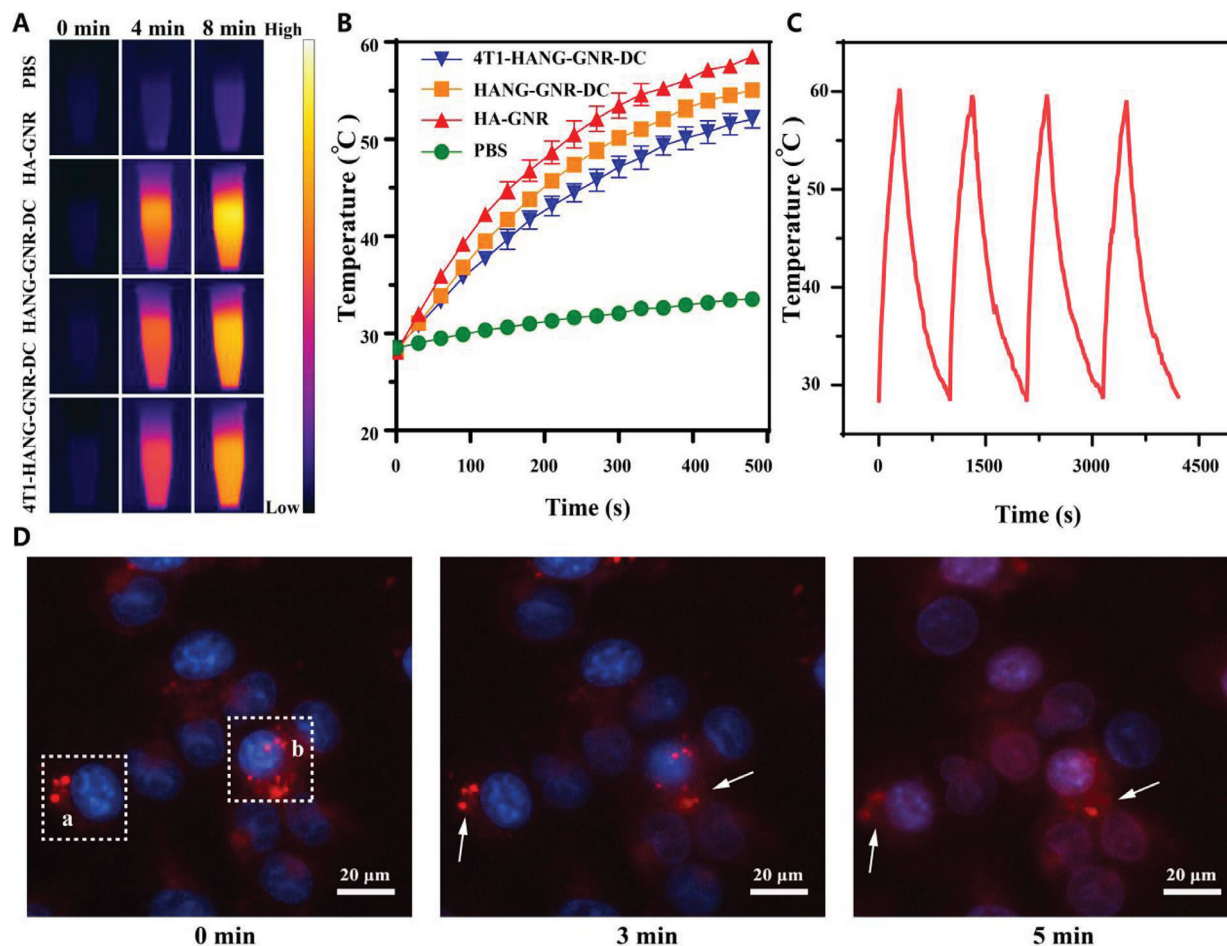 A
0 min 4 min 8 min
High
PBS
HA-GNR
HANG-GNR-DC
4T1-HANG-GNR-DC
Low
B
60
50
40
30
20
Temperature (°C)
4T1-HANG-GNR-DC
HANG-GNR-DC
HA-GNR
PBS
0 100 200 300 400 500
Time (s)
C
60
50
40
30
Temperature (°C)
0 1500 3000 4500
Time (s)
D
a
b
20 μm
20 μm
20 μm
0 min
3 min
5 min